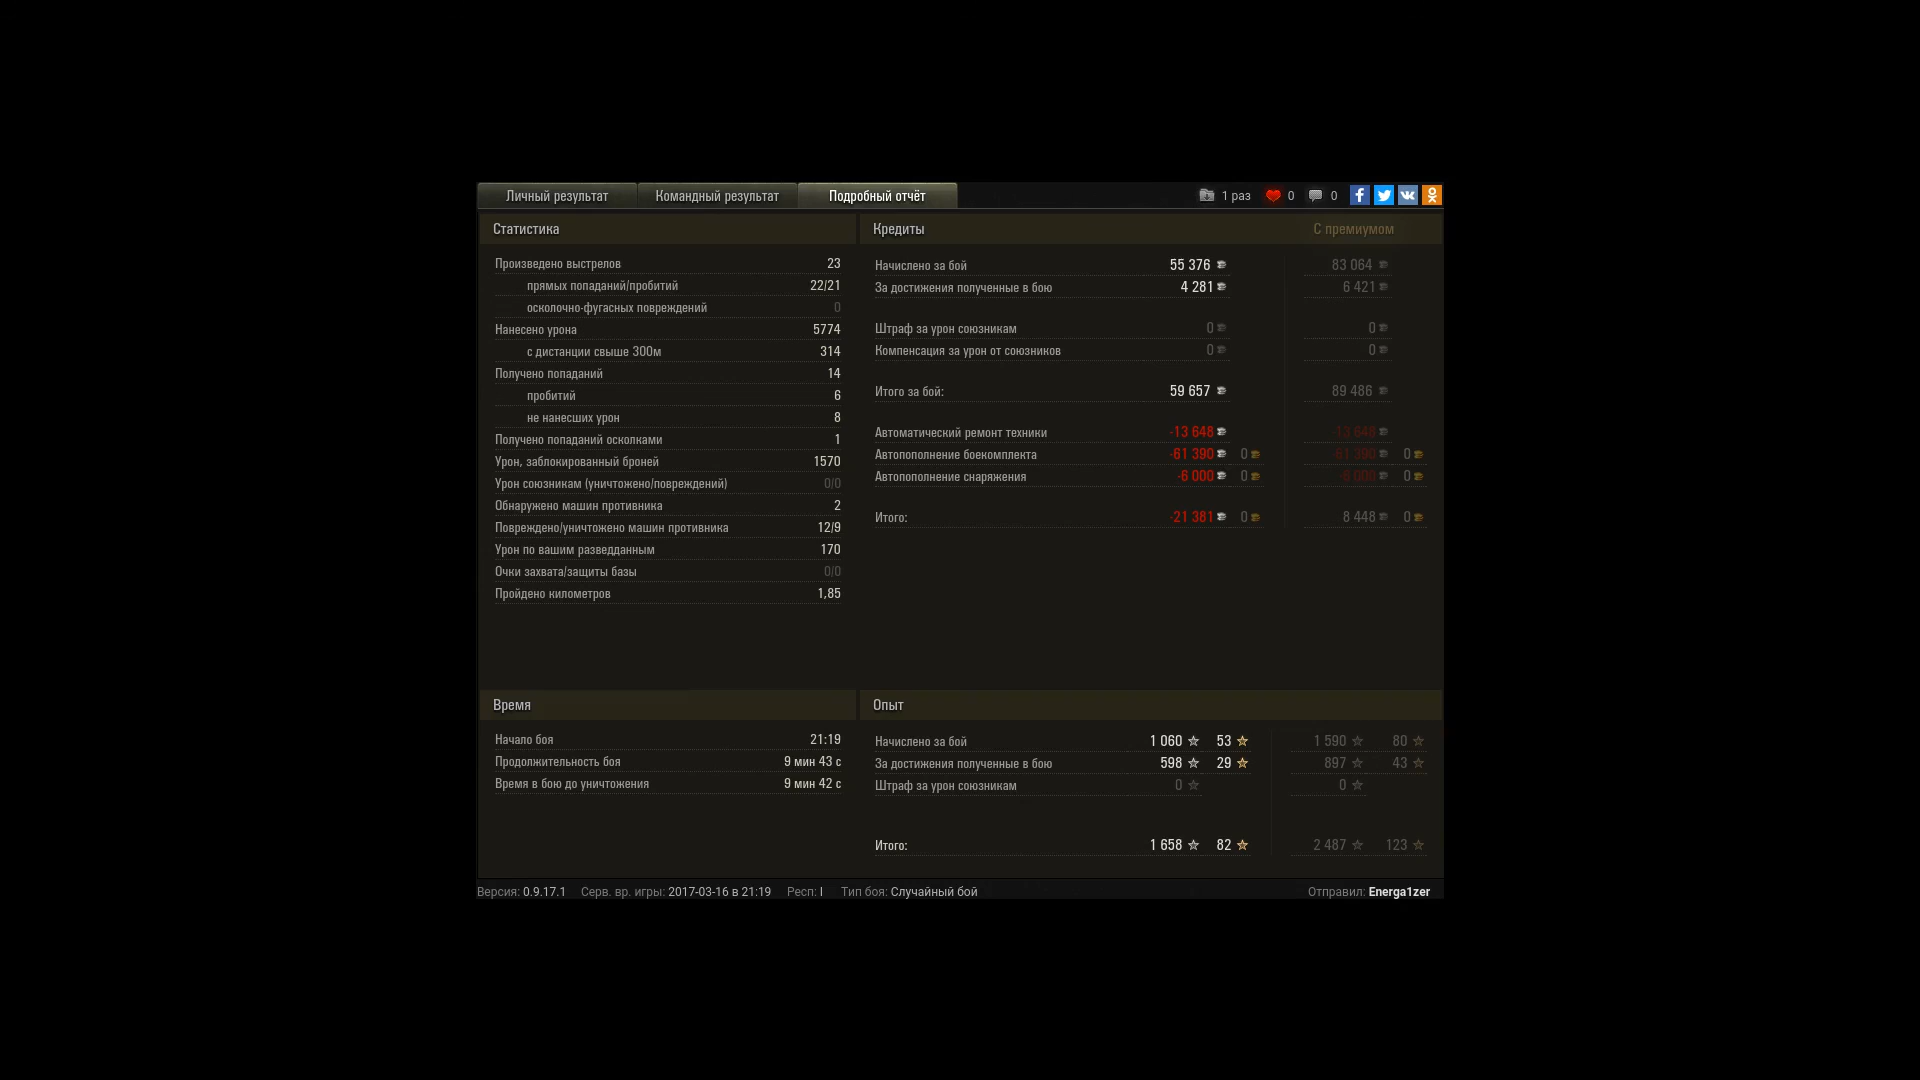 Личный результат Командный результат Подробный отчёт 1 раз 0 0
Статистика
Произведено выстрелов 23
прямых попаданий/пробитий 22/21
осколочно-фугасных повреждений 0
Нанесено урона 5774
с дистанции свыше 300м 314
Получено попаданий 14
пробитий 6
не нанесших урон 8
Получено попаданий осколками 1
Урон, заблокированный броней 1570
Урон союзникам (уничтожено/повреждений) 0/0
Обнаружено машин противника 2
Повреждено/уничтожено машин противника 12/9
Урон по вашим разведданным 170
Очки захвата/защиты базы 0/0
Пройдено километров 1,85
Кредиты С премиумом
Начислено за бой 55 376 83 064
За достижения полученные в бою 4 281 6 421
Штраф за урон союзникам 0 0
Компенсация за урон от союзников 0 0
Итого за бой: 59 657 89 486
Автоматический ремонт техники -13 648 -13 648
Автопополнение боекомплекта -61 390 0 -61 390 0
Автопополнение снаряжения -6 000 0 -6 000 0
Итого: -21 381 0 8 448 0
Время
Начало боя 21:19
Продолжительность боя 9 мин 43 с
Время в бою до уничтожения 9 мин 42 с
Опыт
Начислено за бой 1 060 53 1 590 80
За достижения полученные в бою 598 29 897 43
Штраф за урон союзникам 0 0
Итого: 1 658 82 2 487 123
Версия: 0.9.17.1 Серв. вр. игры: 2017-03-16 в 21:19 Респ: I Тип боя: Случайный бой Отправил: Energa1zer